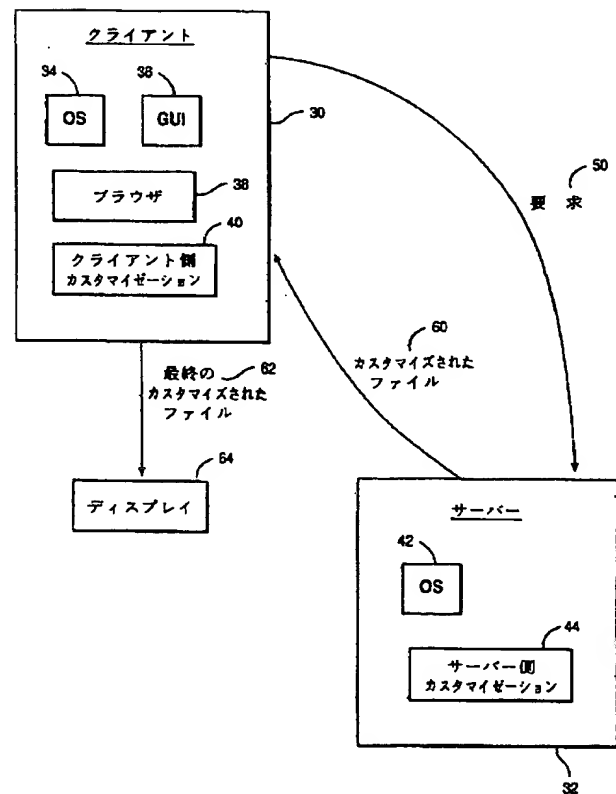 クライアント
34
36
OS
GUI
30
ブラウザ
38
40
クライアント側
カスタマイゼーション
50
要求
60
カスタマイズされた
ファイル
最終の
62
カスタマイズされた
ファイル
64
ディスプレイ
サーバー
42
OS
44
サーバー側
カスタマイゼーション
32